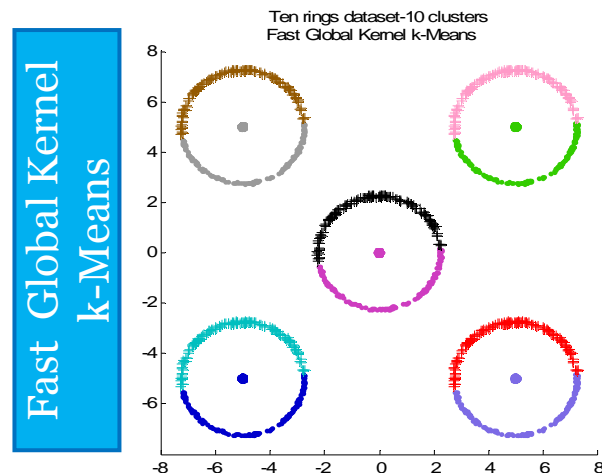 Ten rings dataset-10 clusters
Fast Global Kernel k-Means
Fast Global Kernel
k-Means
8
6
4
2
0
-2
-4
-6
-8 -6 -4 -2 0 2 4 6 8